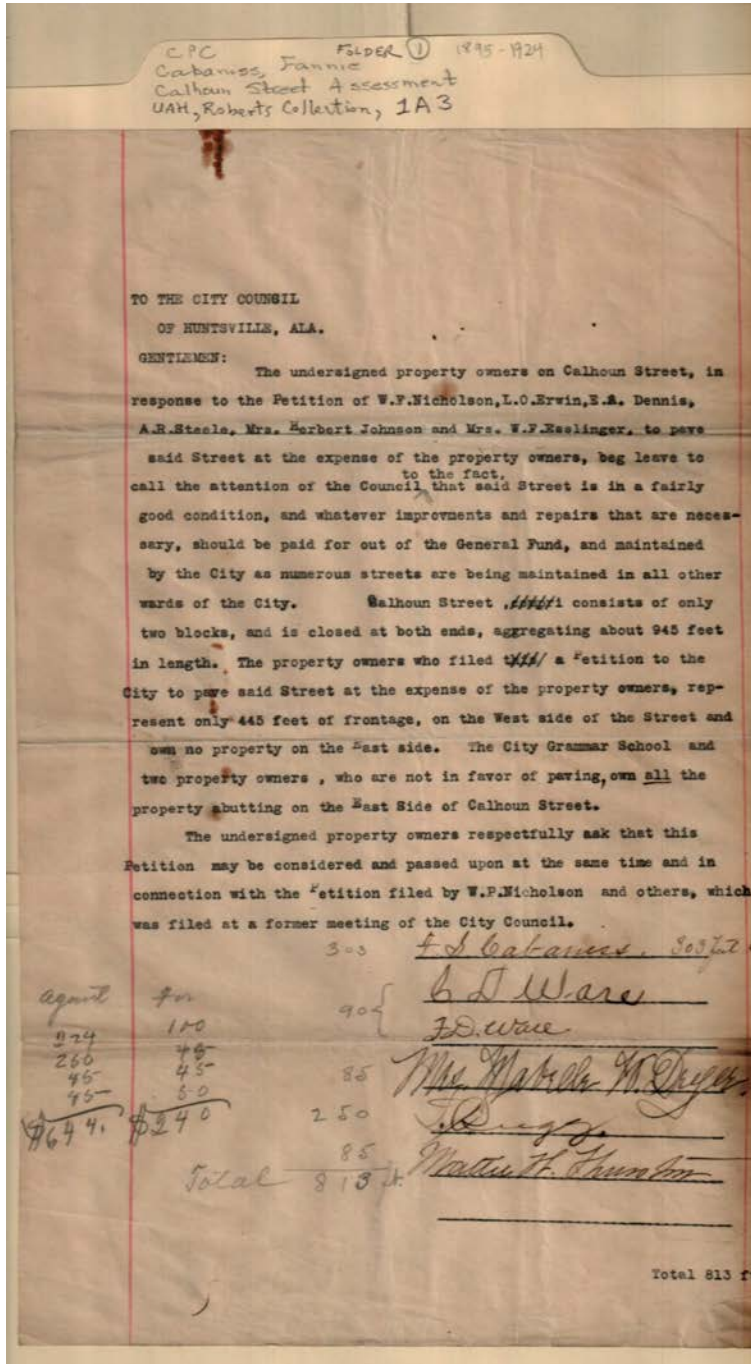 CPC FOLDER ① 1895-1924
Cabaniss, Fannie
Calhoun Street Assessment
UAH, Roberts Collection, 1A3
TO THE CITY COUNSIL
OF HUNTSVILLE, ALA.
GENTLEMEN:
The undersigned property owners on Calhoun Street, in
response to the Petition of W.F.Nicholson,L.O.Erwin,E.A. Dennis,
A.R.Steele, Mrs. Herbert Johnson and Mrs. W.F.Esslinger, to pave
said Street at the expense of the property owners, beg leave to
to the fact,
call the attention of the Council that said Street is in a fairly
good condition, and whatever improvments and repairs that are neces-
sary, should be paid for out of the General Fund, and maintained
by the City as numerous streets are being maintained in all other
wards of the City. Calhoun Street , consists of only
two blocks, and is closed at both ends, aggregating about 945 feet
in length. The property owners who filed a Petition to the
City to pave said Street at the expense of the property owners, rep-
resent only 445 feet of frontage, on the West side of the Street and
own no property on the East side. The City Grammar School and
two property owners , who are not in favor of paving, own all the
property abutting on the East Side of Calhoun Street.
The undersigned property owners respectfully ask that this
Petition may be considered and passed upon at the same time and in
connection with the Petition filed by W.P.Nicholson and others, which
was filed at a former meeting of the City Council.
303 F S Cabaniss. 303
90 { C D Ware
F.D. Ware
85 Mrs.
250
85 Mattie H.
Total 813 ft.
against for
224 100
250 45
45 45
45 50
$644. $240
Total 813 f